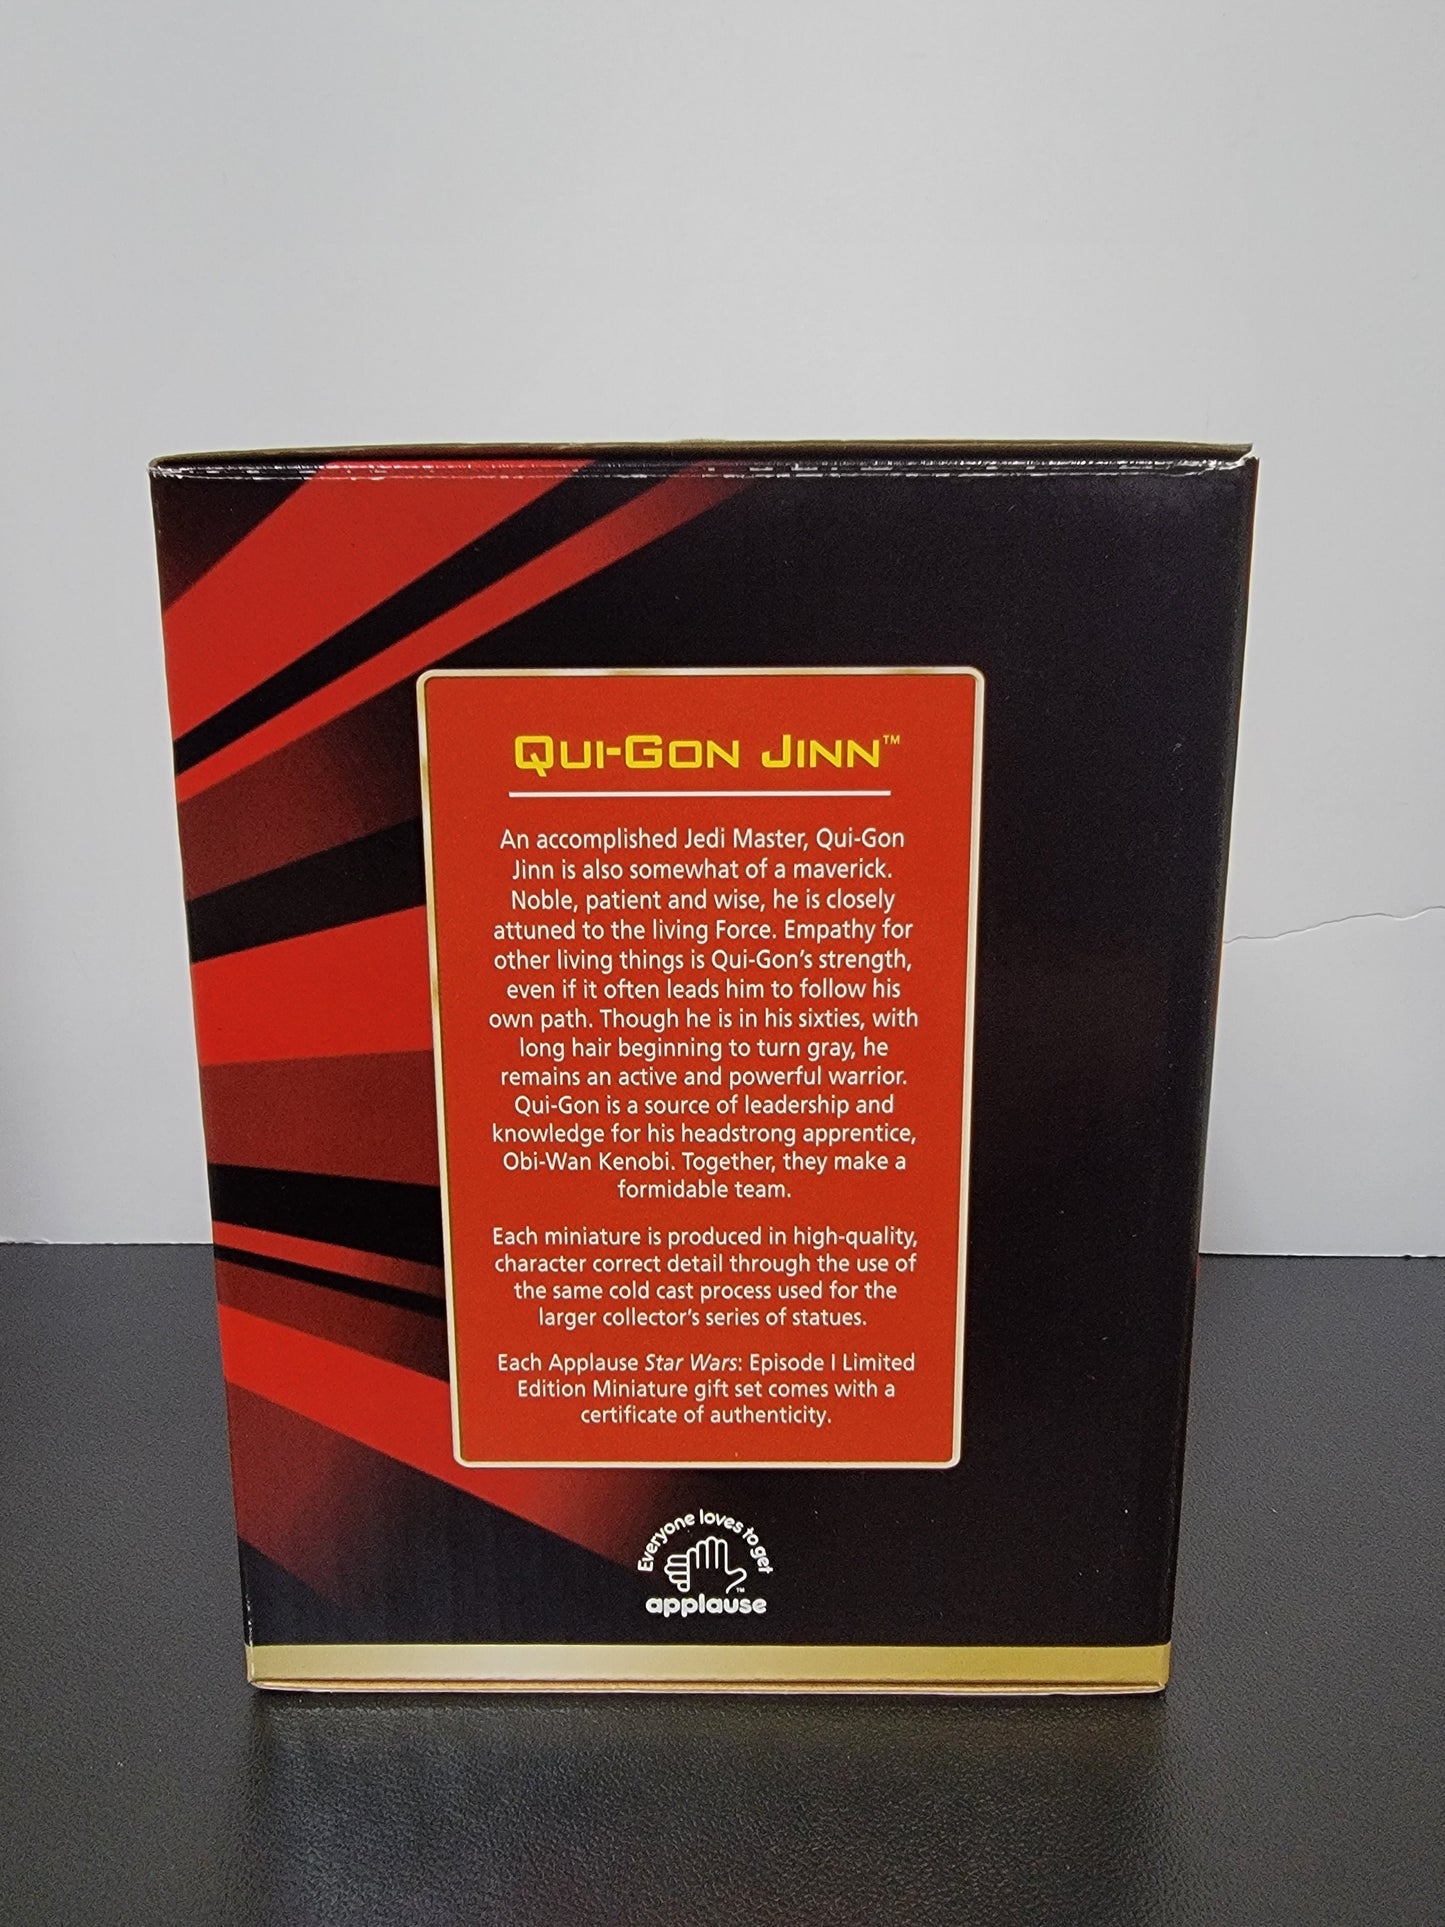 Qui-Gon Jinn™
An accomplished Jedi Master, Qui-Gon
Jinn is also somewhat of a maverick.
Noble, patient and wise, he is closely
attuned to the living Force. Empathy for
other living things is Qui-Gon's strength,
even if it often leads him to follow his
own path. Though he is in his sixties, with
long hair beginning to turn gray, he
remains an active and powerful warrior.
Qui-Gon is a source of leadership and
knowledge for his headstrong apprentice,
Obi-Wan Kenobi. Together, they make a
formidable team.
Each miniature is produced in high-quality,
character correct detail through the use of
the same cold cast process used for the
larger collector's series of statues.
Each Applause Star Wars: Episode I Limited
Edition Miniature gift set comes with a
certificate of authenticity.
Everyone loves to get
applause™